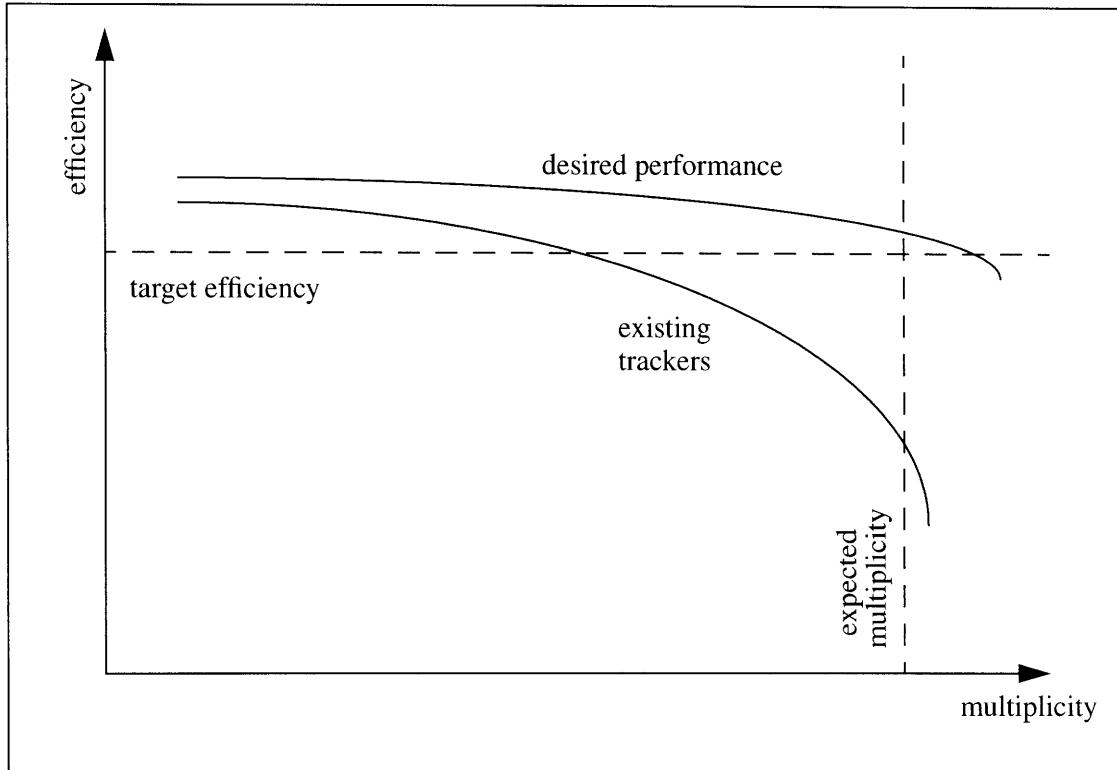 efficiency
desired performance
target efficiency
existing
trackers
expected
multiplicity
multiplicity